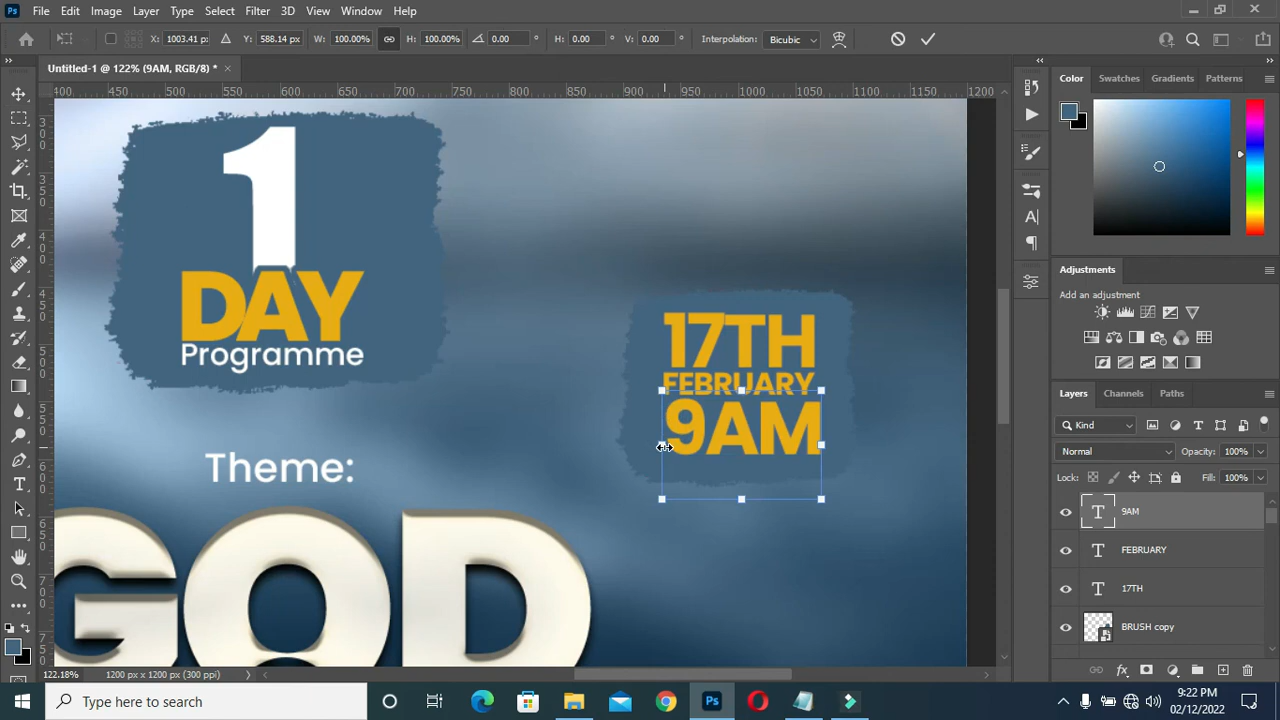 Ps File Edit Image Layer Type Select Filter 3D View Window Help
X: 1003.41 px Y: 588.14 px W: 100.00% H: 100.00% 0.00 ° H: 0.00 ° V: 0.00 ° Interpolation: Bicubic
Untitled-1 @ 122% (9AM, RGB/8) * ×
400 450 500 550 600 650 700 750 800 850 900 950 1000 1050 1100 1150 1200
Color Swatches Gradients Patterns
1
DAY
Programme
17TH
FEBRUARY
9AM
Theme:
GOD
Adjustments
Add an adjustment
Layers Channels Paths
Kind
Normal Opacity: 100%
Lock: Fill: 100%
9AM
FEBRUARY
17TH
BRUSH copy
122.18% 1200 px x 1200 px (300 ppi)
Type here to search
Ps
9:22 PM
02/12/2022